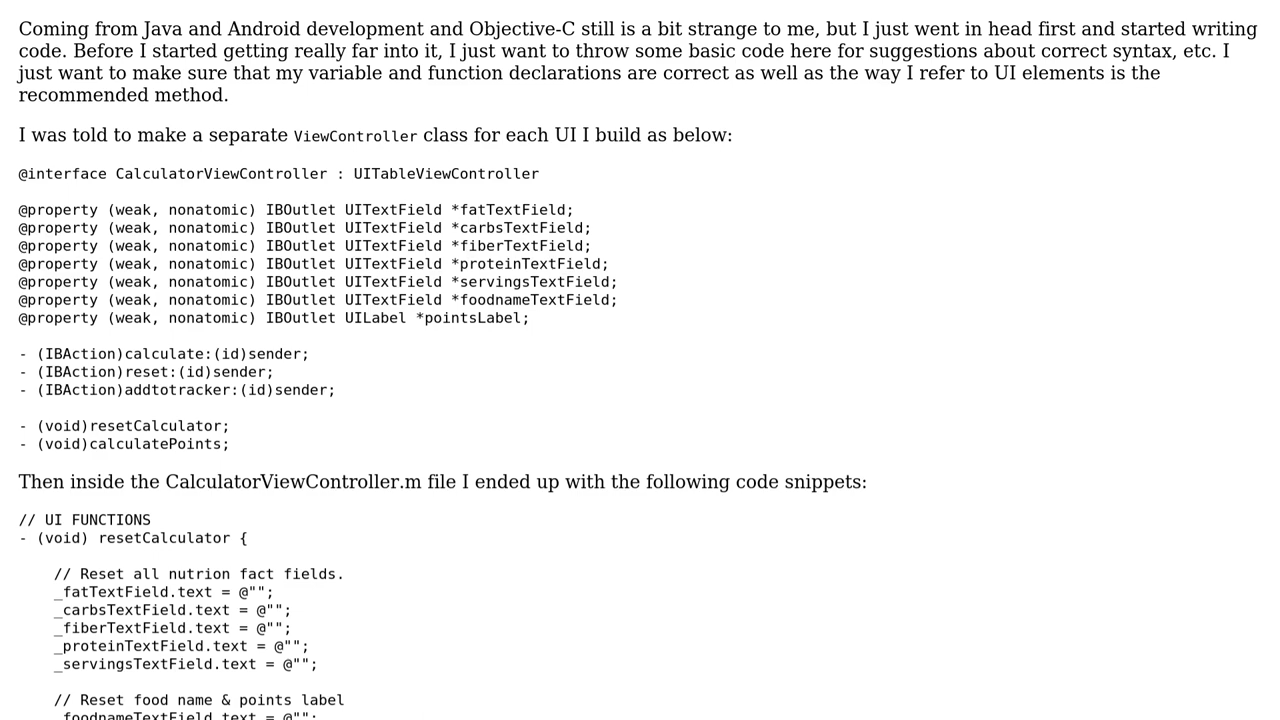 Coming from Java and Android development and Objective-C still is a bit strange to me, but I just went in head first and started writing
code. Before I started getting really far into it, I just want to throw some basic code here for suggestions about correct syntax, etc. I
just want to make sure that my variable and function declarations are correct as well as the way I refer to UI elements is the
recommended method.
I was told to make a separate ViewController class for each UI I build as below:
@interface CalculatorViewController : UITableViewController
@property (weak, nonatomic) IBOutlet UITextField *fatTextField;
@property (weak, nonatomic) IBOutlet UITextField *carbsTextField;
@property (weak, nonatomic) IBOutlet UITextField *fiberTextField;
@property (weak, nonatomic) IBOutlet UITextField *proteinTextField;
@property (weak, nonatomic) IBOutlet UITextField *servingsTextField;
@property (weak, nonatomic) IBOutlet UITextField *foodnameTextField;
@property (weak, nonatomic) IBOutlet UILabel *pointsLabel;
- (IBAction)calculate:(id)sender;
- (IBAction)reset:(id)sender;
- (IBAction)addtotracker:(id)sender;
- (void)resetCalculator;
- (void)calculatePoints;
Then inside the CalculatorViewController.m file I ended up with the following code snippets:
// UI FUNCTIONS
- (void) resetCalculator {
    // Reset all nutrion fact fields.
    _fatTextField.text = @"";
    _carbsTextField.text = @"";
    _fiberTextField.text = @"";
    _proteinTextField.text = @"";
    _servingsTextField.text = @"";
    // Reset food name & points label
    _foodnameTextField.text = @"";